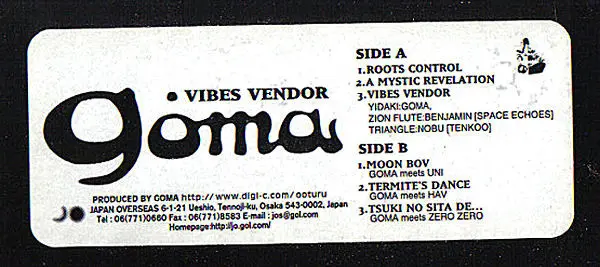 • VIBES VENDOR
goma
PRODUCED BY GOMA http://www.digi-c.com/ooturu
JAPAN OVERSEAS 6-1-21 Ueshio, Tennoji-ku, Osaka 543-0002, Japan
Tel : 06(771)0680 Fax : 06(771)8583 E-mail : jos@gol.com
Homepage:http://jo.gol.com/
SIDE A
1.ROOTS CONTROL
2.A MYSTIC REVELATION
3.VIBES VENDOR
YIDAKI:GOMA,
ZION FLUTE:BENJAMIN [SPACE ECHOES]
TRIANGLE:NOBU [TENKOO]
SIDE B
1.MOON BOV
GOMA meets UNI
2.TERMITE'S DANCE
GOMA meets HAV
3.TSUKI NO SITA DE...
GOMA meets ZERO ZERO